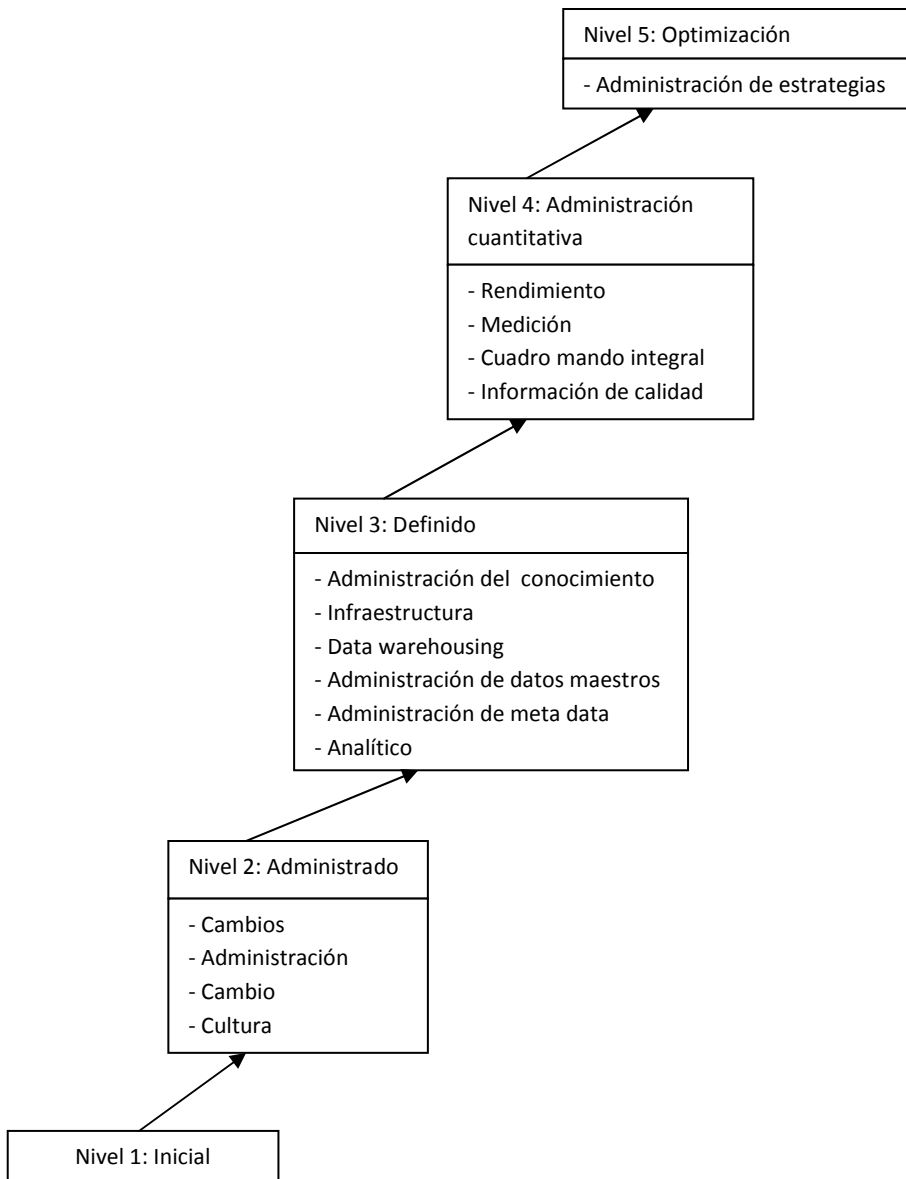 Nivel 5: Optimización
- Administración de estrategias
Nivel 4: Administración
cuantitativa
- Rendimiento
- Medición
- Cuadro mando integral
- Información de calidad
Nivel 3: Definido
- Administración del  conocimiento
- Infraestructura
- Data warehousing
- Administración de datos maestros
- Administración de meta data
- Analítico
Nivel 2: Administrado
- Cambios
- Administración
- Cambio
- Cultura
Nivel 1: Inicial